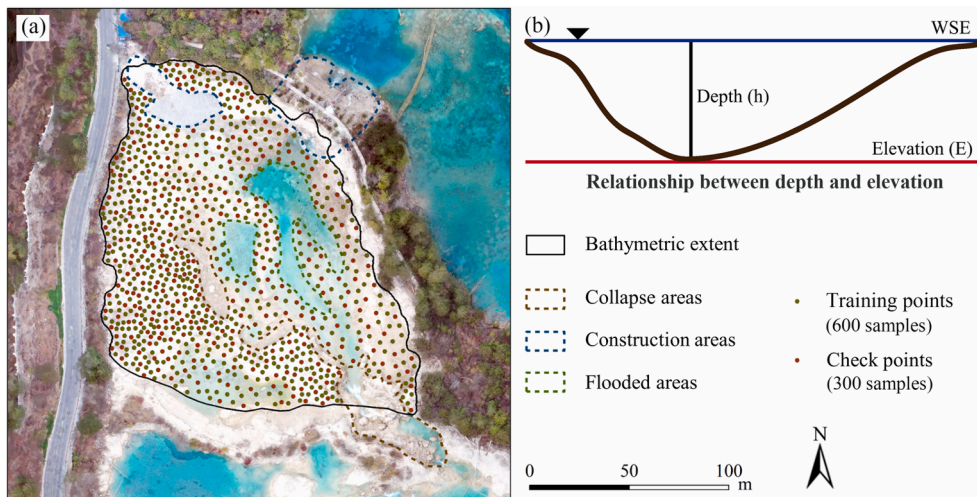 (a)
(b)
WSE
Depth (h)
Elevation (E)
Relationship between depth and elevation
Bathymetric extent
Collapse areas
Construction areas
Flooded areas
Training points
(600 samples)
Check points
(300 samples)
N
0 50 100
m